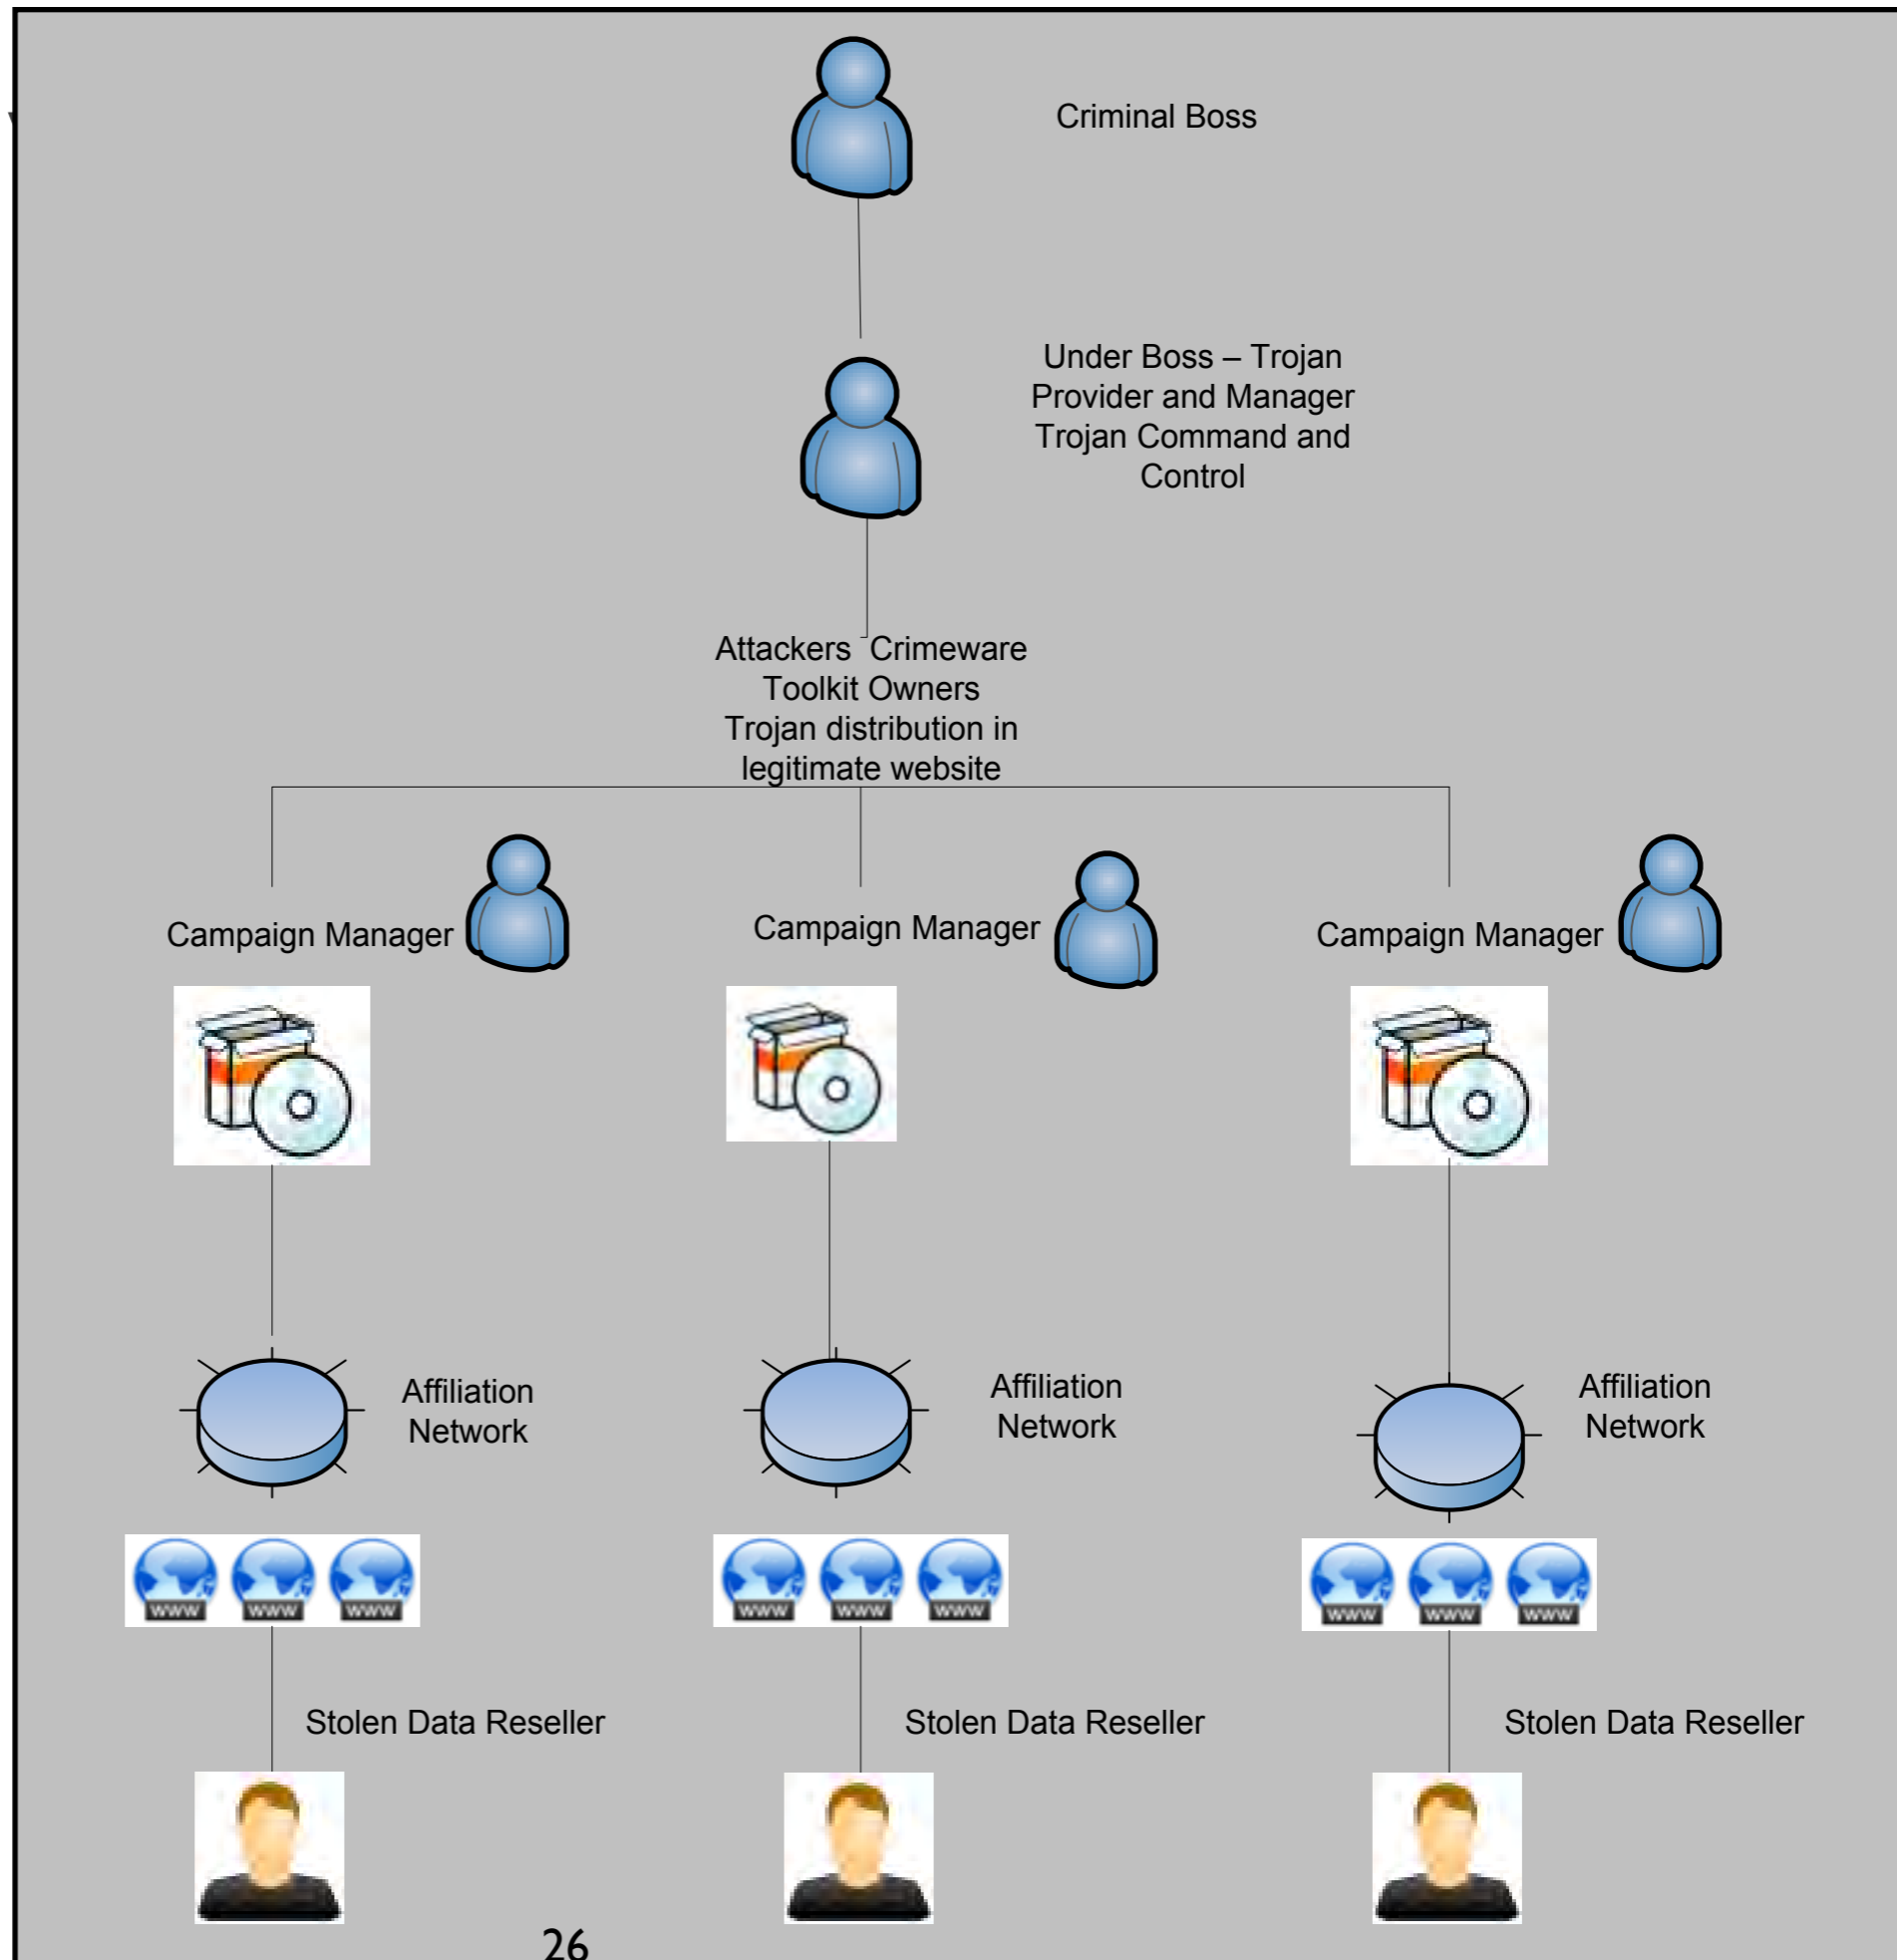 Criminal Boss
Under Boss – Trojan
Provider and Manager
Trojan Command and
Control
Attackers Crimeware
Toolkit Owners
Trojan distribution in
legitimate website
Campaign Manager
Campaign Manager
Campaign Manager
Affiliation
Network
Affiliation
Network
Affiliation
Network
www www www
www www www
www www www
Stolen Data Reseller
Stolen Data Reseller
Stolen Data Reseller
26